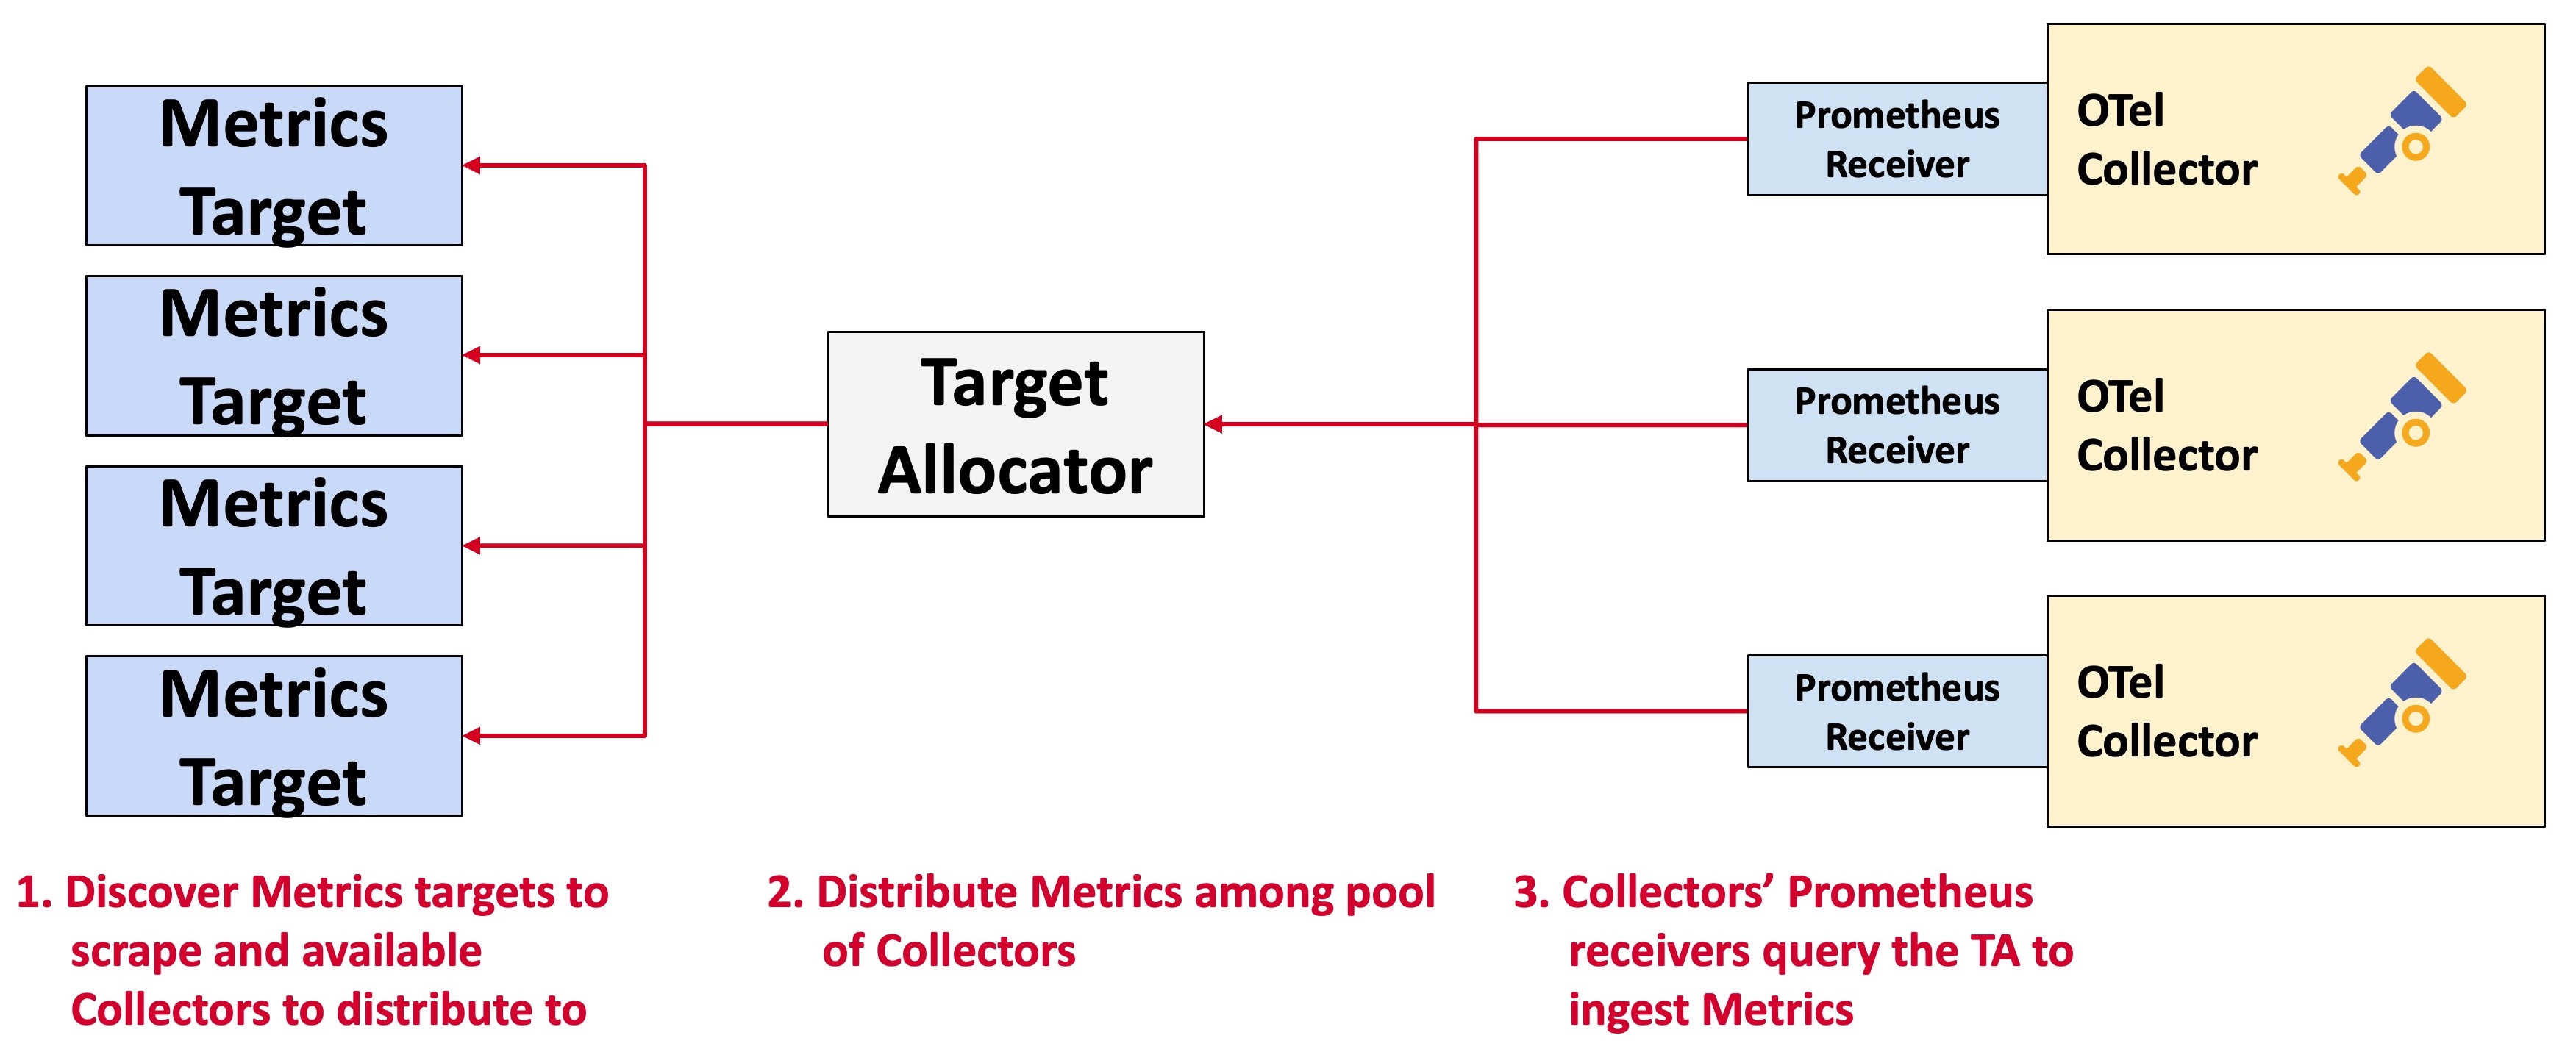 Metrics
Target
Metrics
Target
Metrics
Target
Metrics
Target
Target
Allocator
Prometheus
Receiver
OTel
Collector
Prometheus
Receiver
OTel
Collector
Prometheus
Receiver
OTel
Collector
1. Discover Metrics targets to
scrape and available
Collectors to distribute to
2. Distribute Metrics among pool
of Collectors
3. Collectors’ Prometheus
receivers query the TA to
ingest Metrics